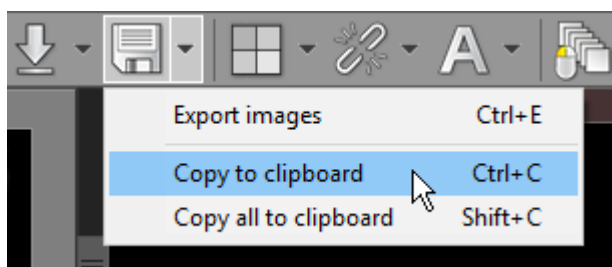 A
Export images Ctrl+E
Copy to clipboard Ctrl+C
Copy all to clipboard Shift+C